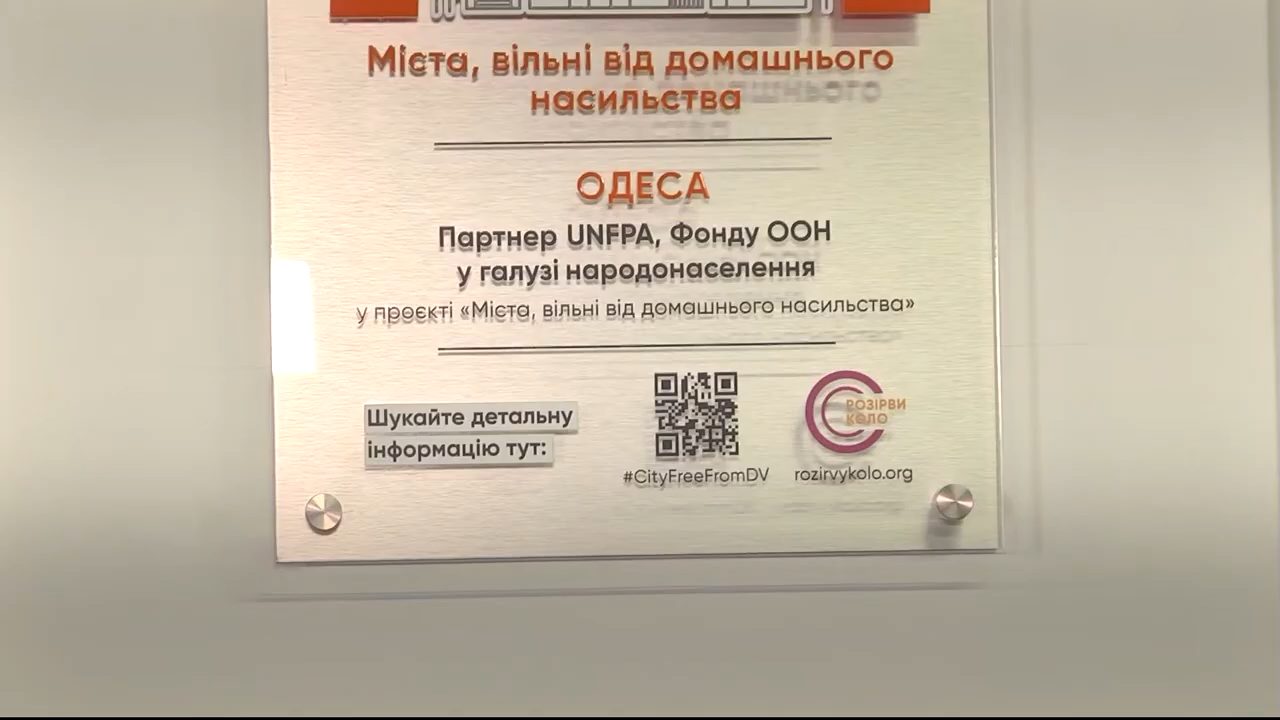 Міста, вільні від домашнього
насильства
ОДЕСА
Партнер UNFPA, Фонду ООН
у галузі народонаселення
у проєкті «Міста, вільні від домашнього насильства»
Шукайте детальну
інформацію тут:
РОЗІРВИ
КОЛО
#CityFreeFromDV
rozirvykolo.org